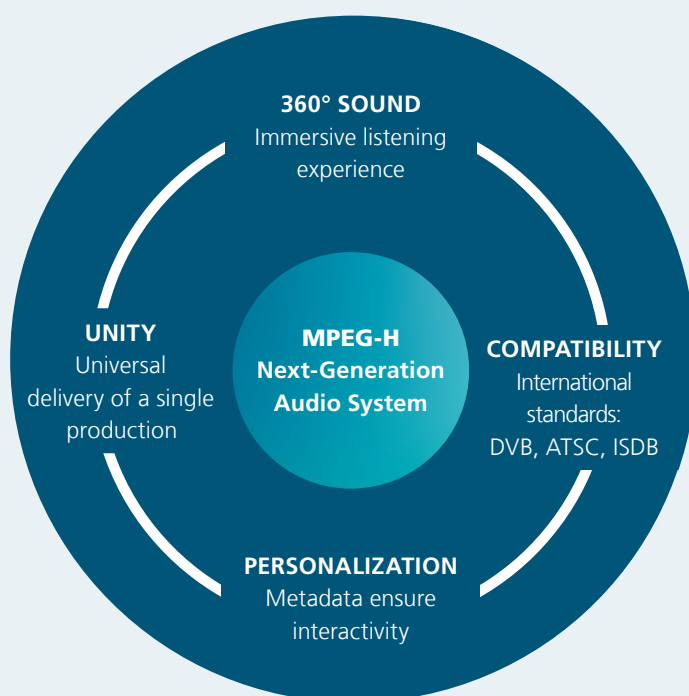 360° SOUND
Immersive listening
experience
UNITY
Universal
delivery of a single
production
MPEG-H
Next-Generation
Audio System
COMPATIBILITY
International
standards:
DVB, ATSC, ISDB
PERSONALIZATION
Metadata ensure
interactivity